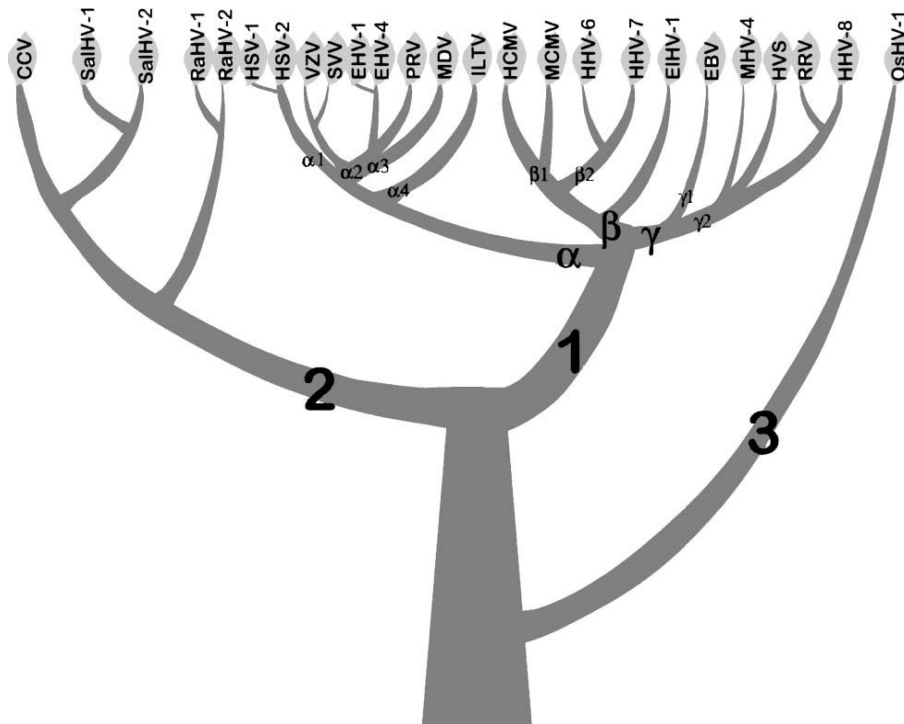 CCV
SalHV-1
SalHV-2
RaHV-1
RaHV-2
HSV-1
HSV-2
VZV
SVV
EHV-1
EHV-4
PRV
MDV
ILTV
HCMV
MCMV
HHV-6
HHV-7
ElHV-1
EBV
MHV-4
HVS
RRV
HHV-8
OsHV-1
α1
α2
α3
α4
β1
β2
γ1
γ2
α
β
γ
1
2
3